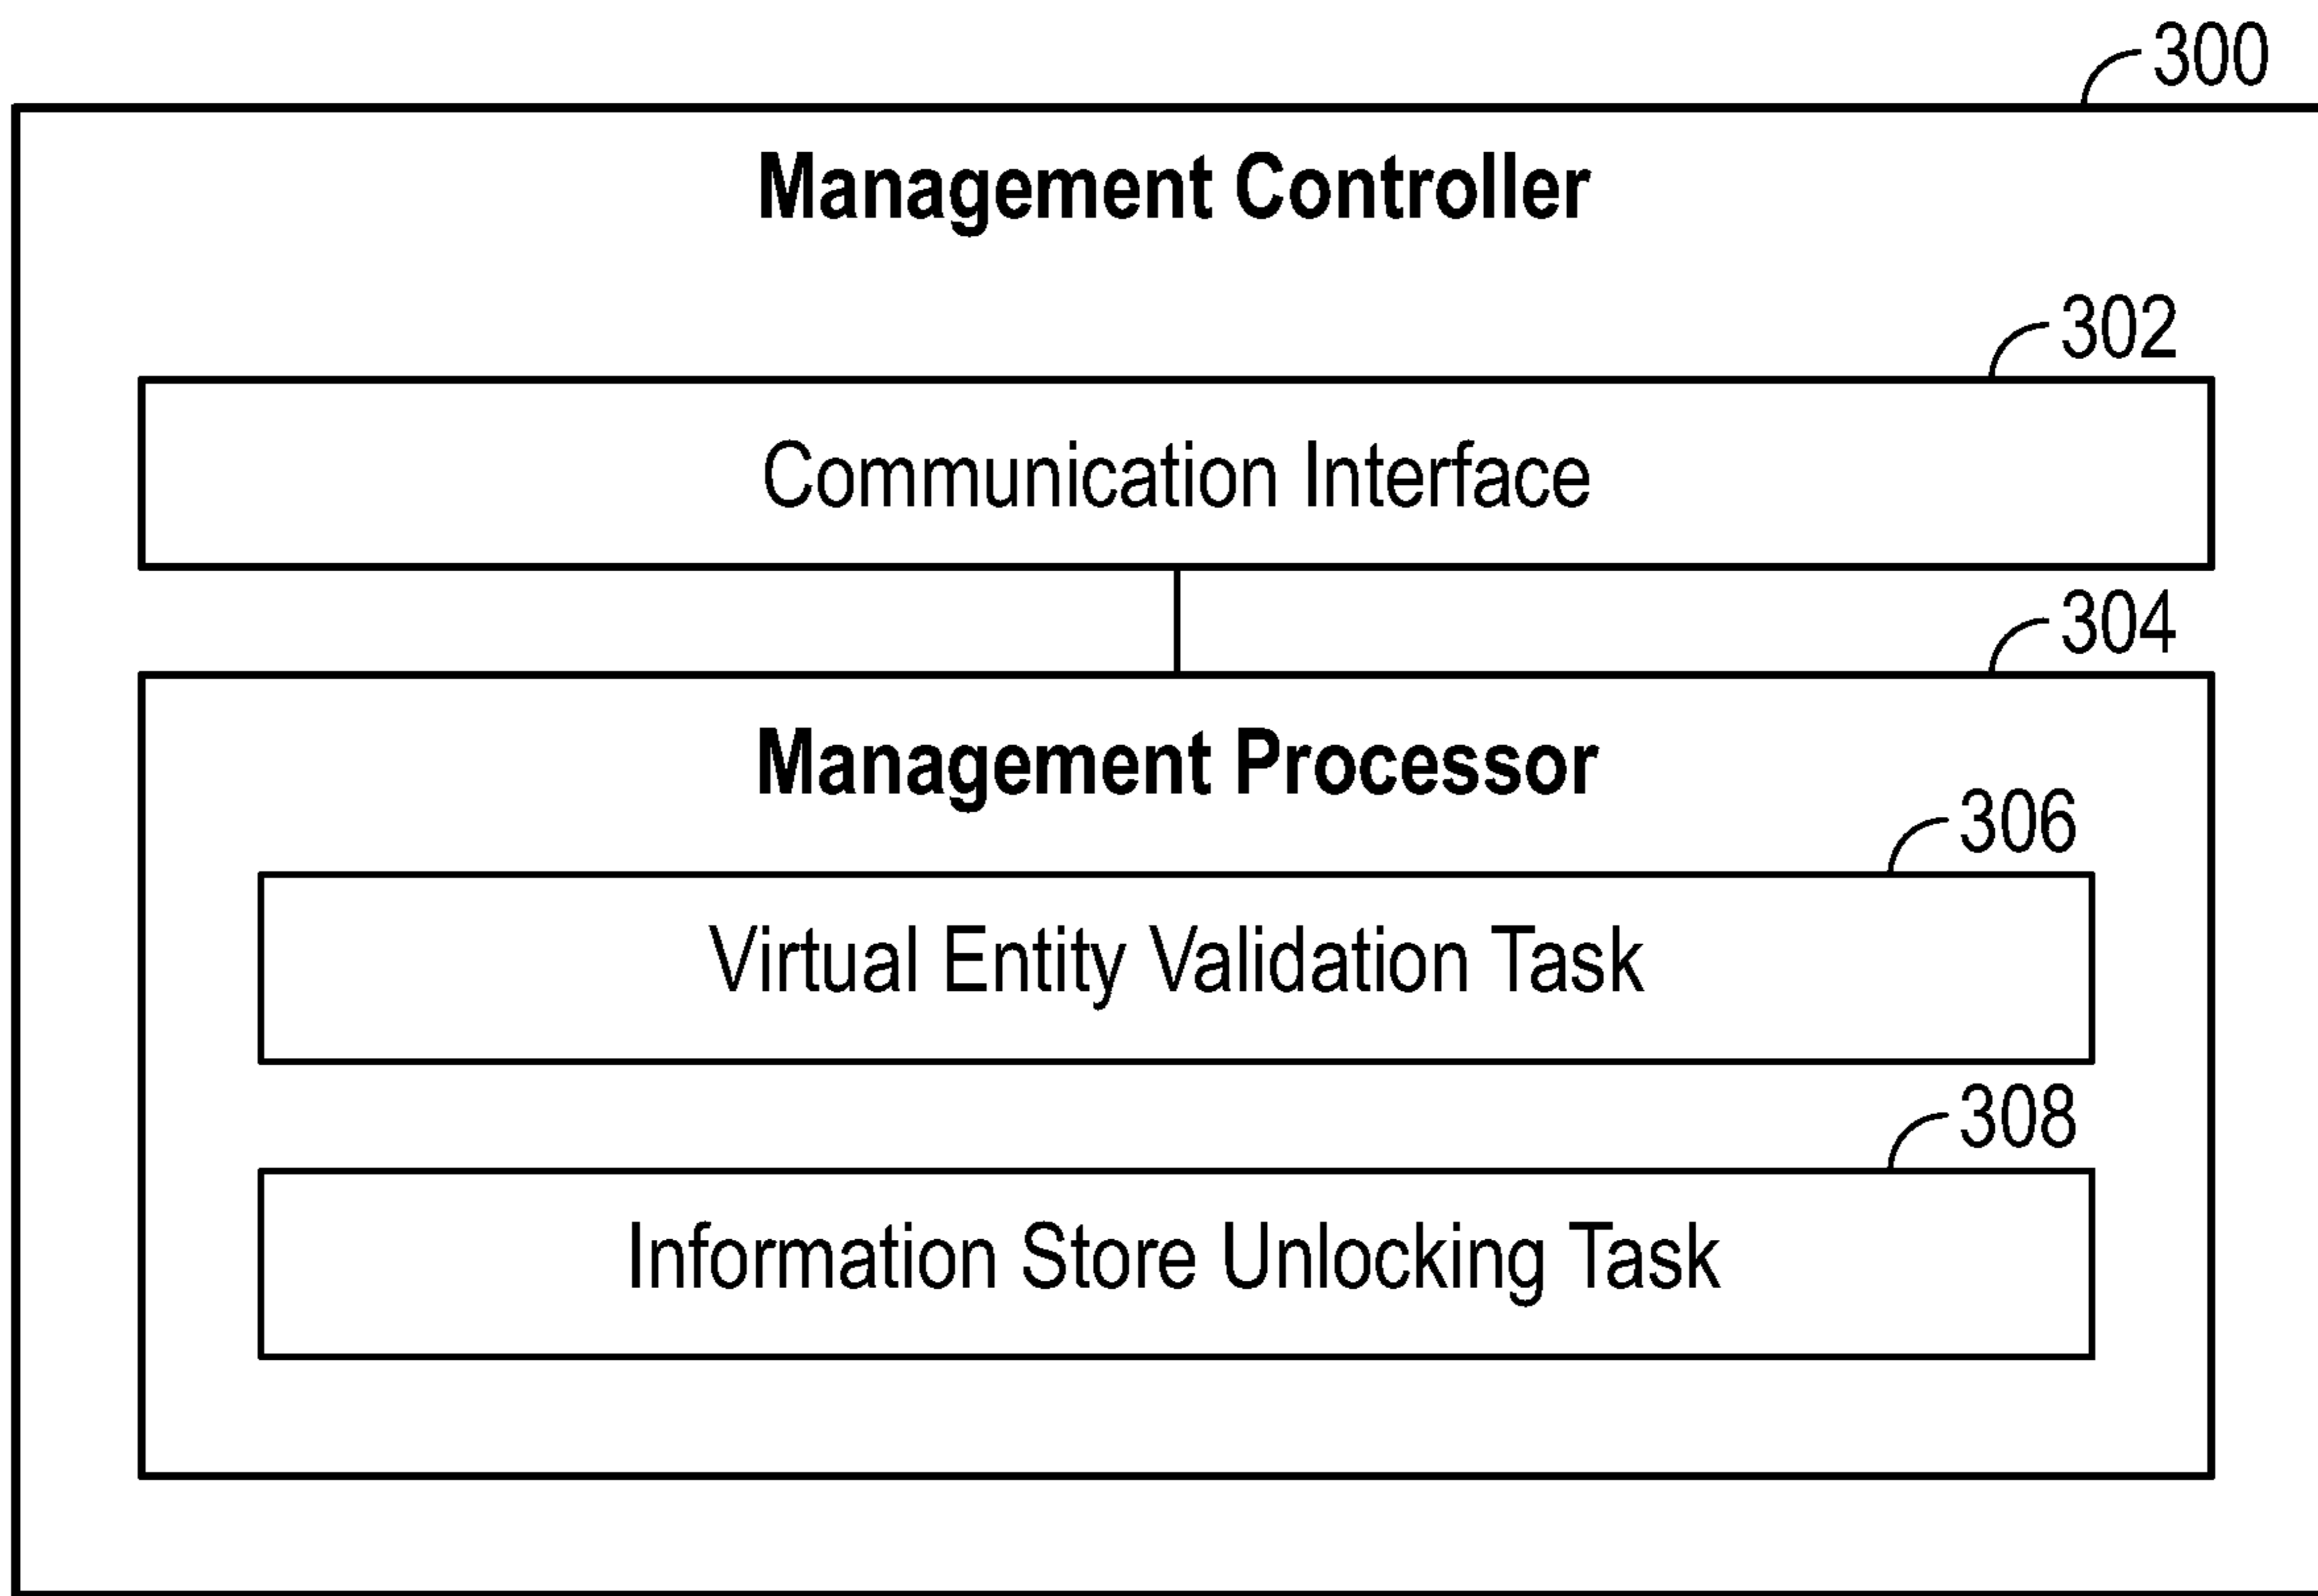 300
Management Controller
302
Communication Interface
304
Management Processor
306
Virtual Entity Validation Task
308
Information Store Unlocking Task